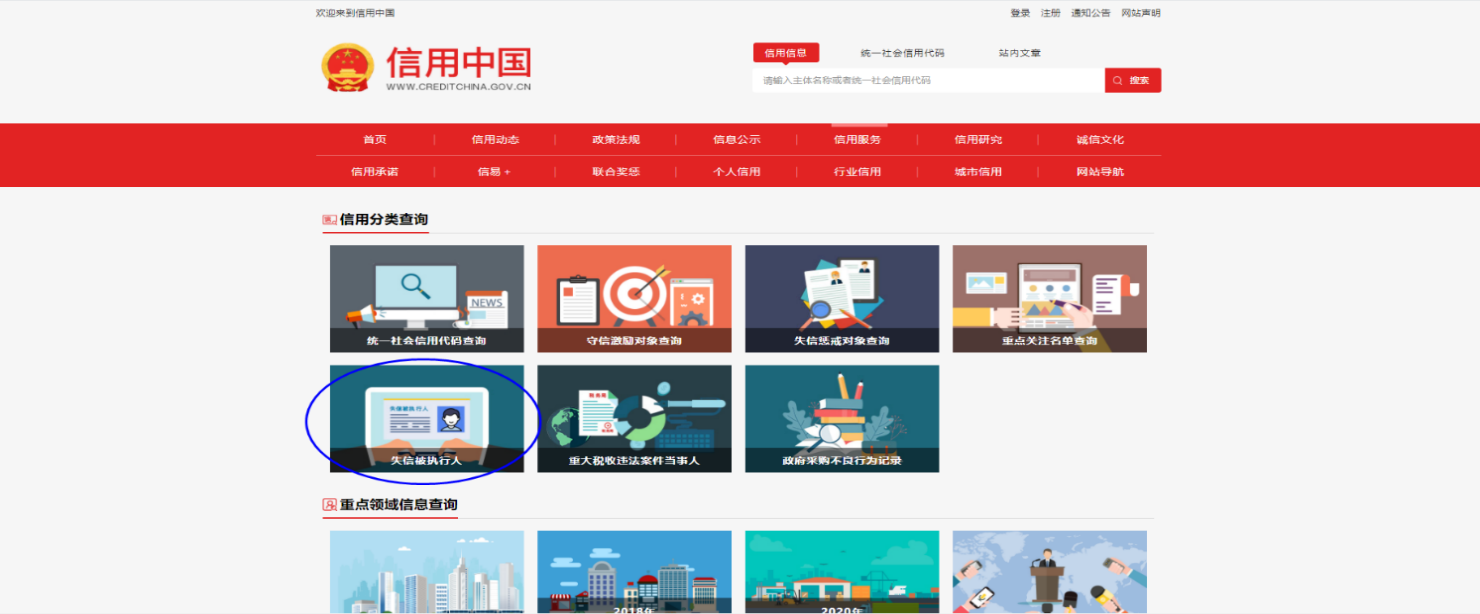 欢迎来到信用中国
登录 注册 通知公告 网站声明
信用中国
WWW.CREDITCHINA.GOV.CN
信用信息 统一社会信用代码 站内文章
请输入主体名称或者统一社会信用代码 搜索
首页 信用动态 政策法规 信息公示 信用服务 信用研究 诚信文化
信用承诺 信易+ 联合奖惩 个人信用 行业信用 城市信用 网站导航
信用分类查询
NEWS
统一社会信用代码查询 守信激励对象查询 失信惩戒对象查询 重点关注名单查询
失信被执行人
失信被执行人 重大税收违法案件当事人 政府采购不良行为记录
重点领域信息查询
2018年 2020年